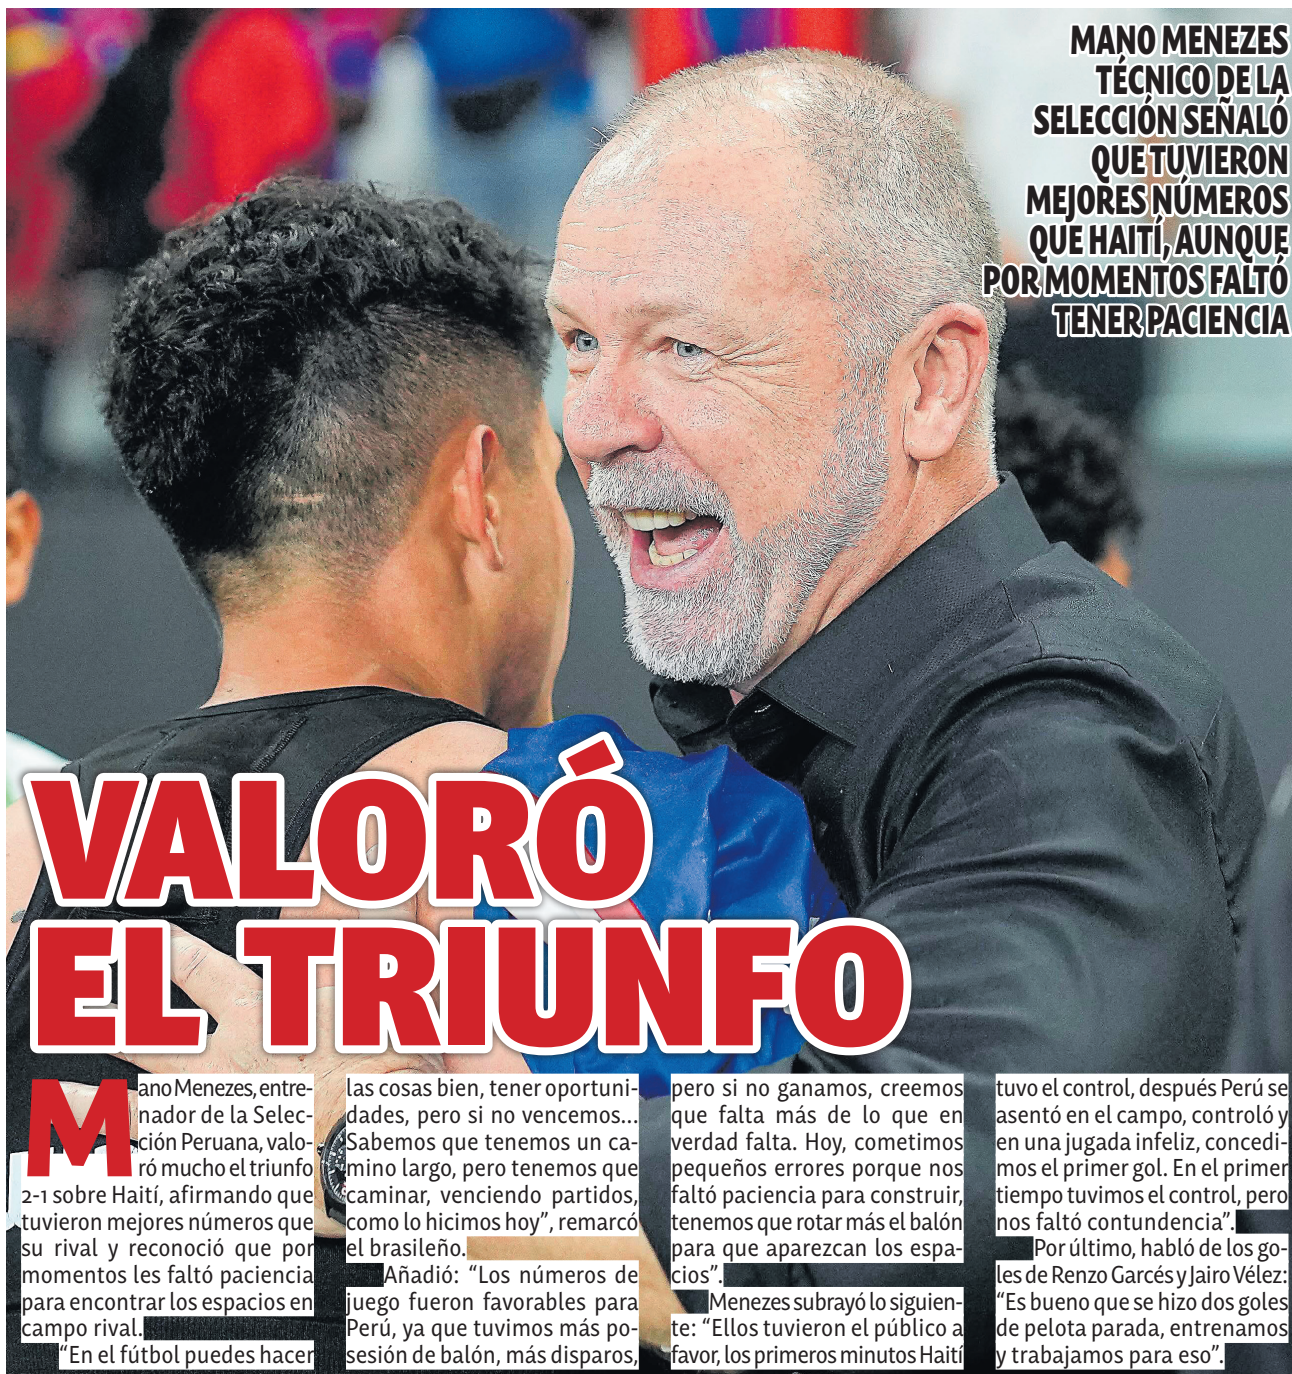 MANO MENEZES
TÉCNICO DE LA
SELECCIÓN SEÑALÓ
QUE TUVIERON
MEJORES NÚMEROS
QUE HAITÍ, AUNQUE
POR MOMENTOS FALTÓ
TENER PACIENCIA
VALORÓ
EL TRIUNFO
Mano Menezes, entre-
nador de la Selec-
ción Peruana, valo-
ró mucho el triunfo
2-1 sobre Haití, afirmando que
tuvieron mejores números que
su rival y reconoció que por
momentos les faltó paciencia
para encontrar los espacios en
campo rival.
“En el fútbol puedes hacer
las cosas bien, tener oportuni-
dades, pero si no vencemos...
Sabemos que tenemos un ca-
mino largo, pero tenemos que
caminar, venciendo partidos,
como lo hicimos hoy”, remarcó
el brasileño.
Añadió: “Los números de
juego fueron favorables para
Perú, ya que tuvimos más po-
sesión de balón, más disparos,
pero si no ganamos, creemos
que falta más de lo que en
verdad falta. Hoy, cometimos
pequeños errores porque nos
faltó paciencia para construir,
tenemos que rotar más el balón
para que aparezcan los espa-
cios”.
Menezes subrayó lo siguien-
te: “Ellos tuvieron el público a
favor, los primeros minutos Haití
tuvo el control, después Perú se
asentó en el campo, controló y
en una jugada infeliz, concedi-
mos el primer gol. En el primer
tiempo tuvimos el control, pero
nos faltó contundencia”.
Por último, habló de los go-
les de Renzo Garcés y Jairo Vélez:
“Es bueno que se hizo dos goles
de pelota parada, entrenamos
y trabajamos para eso”.